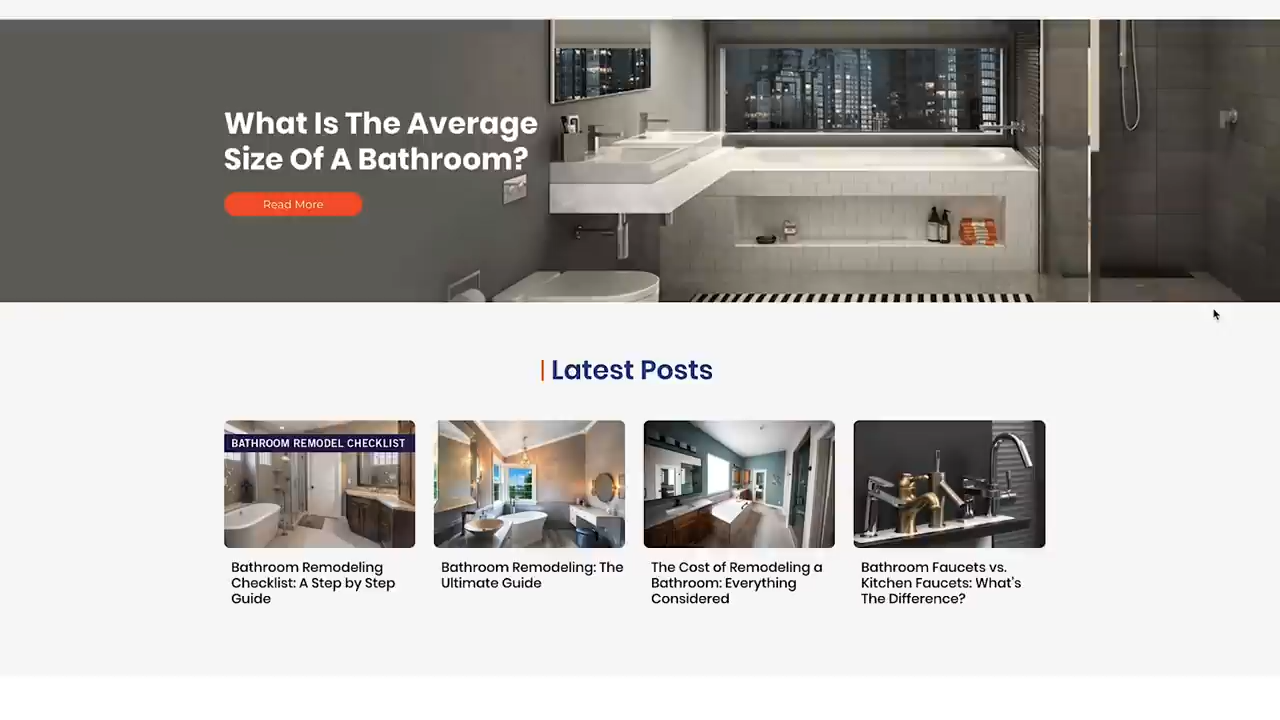 What Is The Average
Size Of A Bathroom?
Read More
Latest Posts
BATHROOM REMODEL CHECKLIST
Bathroom Remodeling
Checklist: A Step by Step
Guide
Bathroom Remodeling: The
Ultimate Guide
The Cost of Remodeling a
Bathroom: Everything
Considered
Bathroom Faucets vs.
Kitchen Faucets: What's
The Difference?